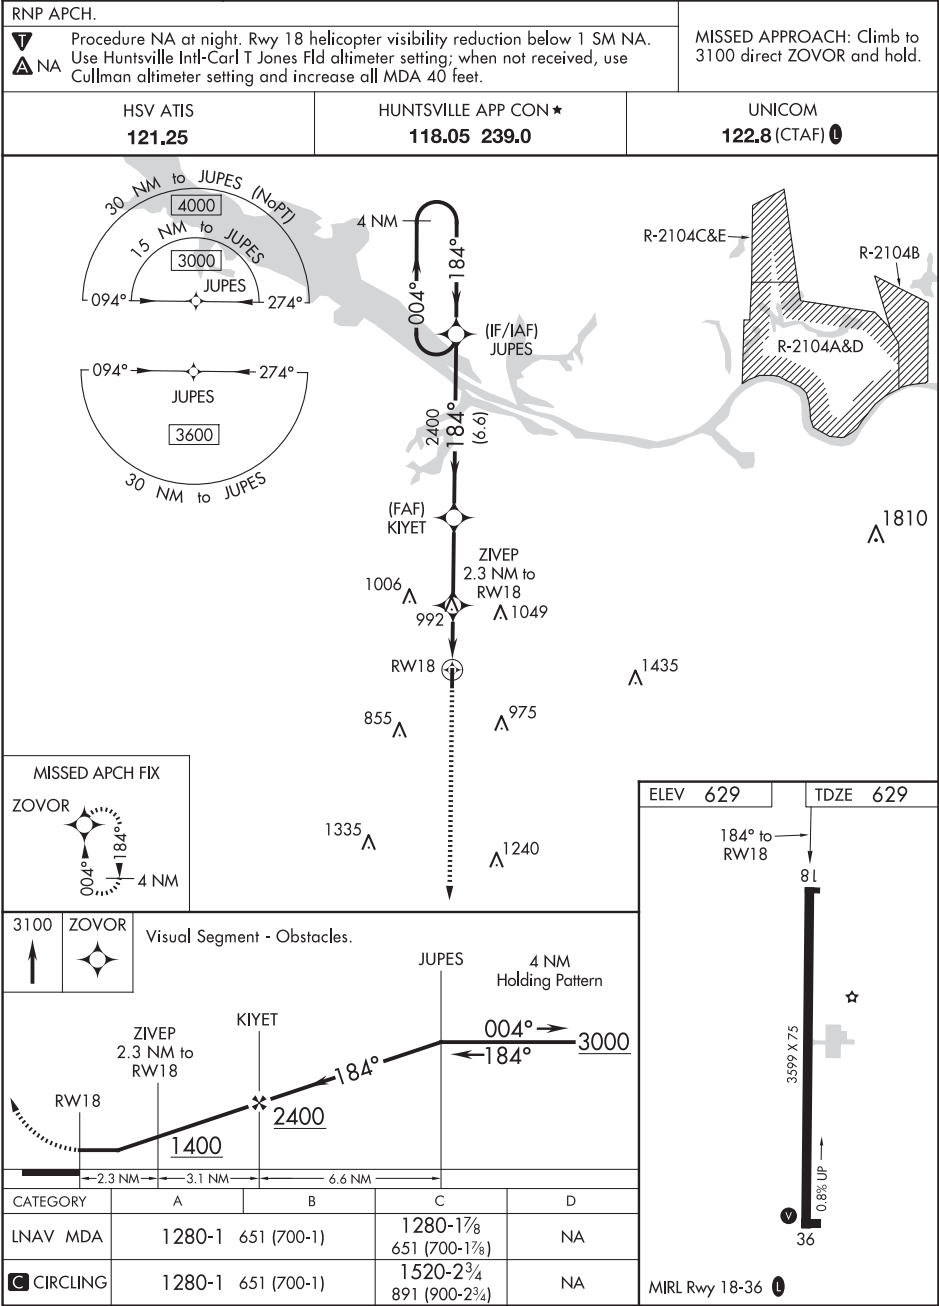 RNP APCH.
T
A NA
Procedure NA at night. Rwy 18 helicopter visibility reduction below 1 SM NA.
Use Huntsville Intl-Carl T Jones Fld altimeter setting; when not received, use
Cullman altimeter setting and increase all MDA 40 feet.
MISSED APPROACH: Climb to
3100 direct ZOVOR and hold.
HSV ATIS
121.25
HUNTSVILLE APP CON ★
118.05 239.0
UNICOM
122.8 (CTAF) L
30 NM to JUPES (NoPT)
4000
15 NM to JUPES
3000
JUPES
094°
274°
094°
274°
JUPES
3600
30 NM to JUPES
4 NM
184°
004°
(IF/IAF)
JUPES
2400
184°
(6.6)
(FAF)
KIYET
ZIVEP
2.3 NM to
RW18
1006
992
1049
RW18
855
975
1435
1335
1240
1810
R-2104C&E
R-2104B
R-2104A&D
MISSED APCH FIX
ZOVOR
004°
184°
4 NM
ELEV 629
TDZE 629
184° to
RW18
18
3599 X 75
0.8% UP
V
36
MIRL Rwy 18-36 L
3100
ZOVOR
Visual Segment - Obstacles.
JUPES
4 NM
Holding Pattern
004°
184°
3000
KIYET
184°
2400
ZIVEP
2.3 NM to
RW18
1400
RW18
2.3 NM
3.1 NM
6.6 NM
CATEGORY A B C D
LNAV MDA 1280-1 651 (700-1) 1280-1⅞ NA
651 (700-1⅞)
C CIRCLING 1280-1 651 (700-1) 1520-2¾ NA
891 (900-2¾)